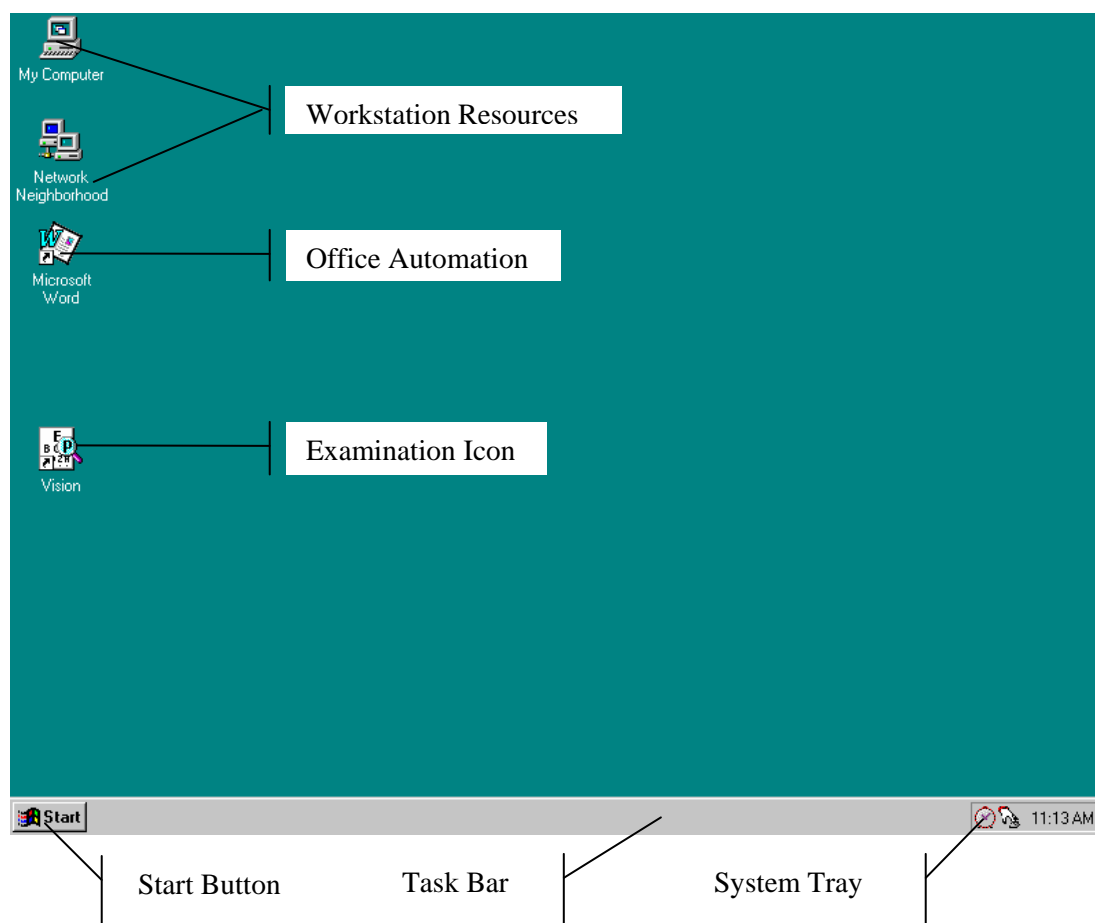 My Computer
Workstation Resources
Network
Neighborhood
Office Automation
Microsoft
Word
Examination Icon
Vision
Start
11:13 AM
Start Button
Task Bar
System Tray